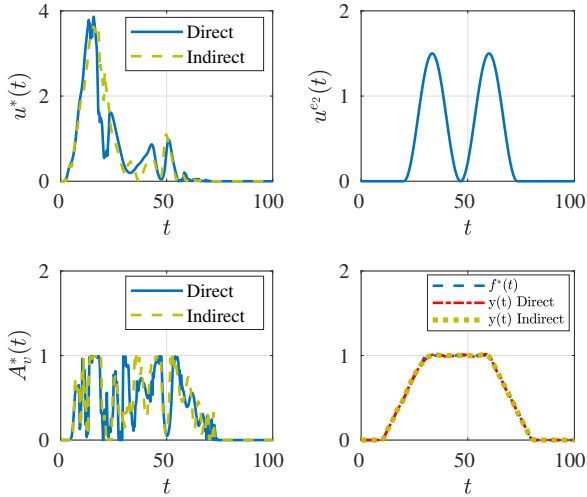 4
2
0
u*(t)
Direct
Indirect
0 50 100
t
2
1
0
u^{e_2}(t)
0 50 100
t
2
1
0
A_v^*(t)
Direct
Indirect
0 50 100
t
2
1
0
f*(t)
y(t) Direct
y(t) Indirect
0 50 100
t